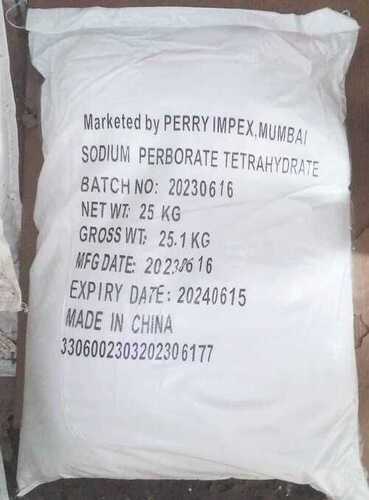 Marketed by PERRY IMPEX,MUMBAI
SODIUM PERBORATE TETRAHYDRATE
BATCH NO: 20230616
NET WT: 25 KG
GROSS WT: 25.1 KG
MFG DATE: 20230616
EXPIRY DATE: 20240615
MADE IN CHINA
3306002303202306177